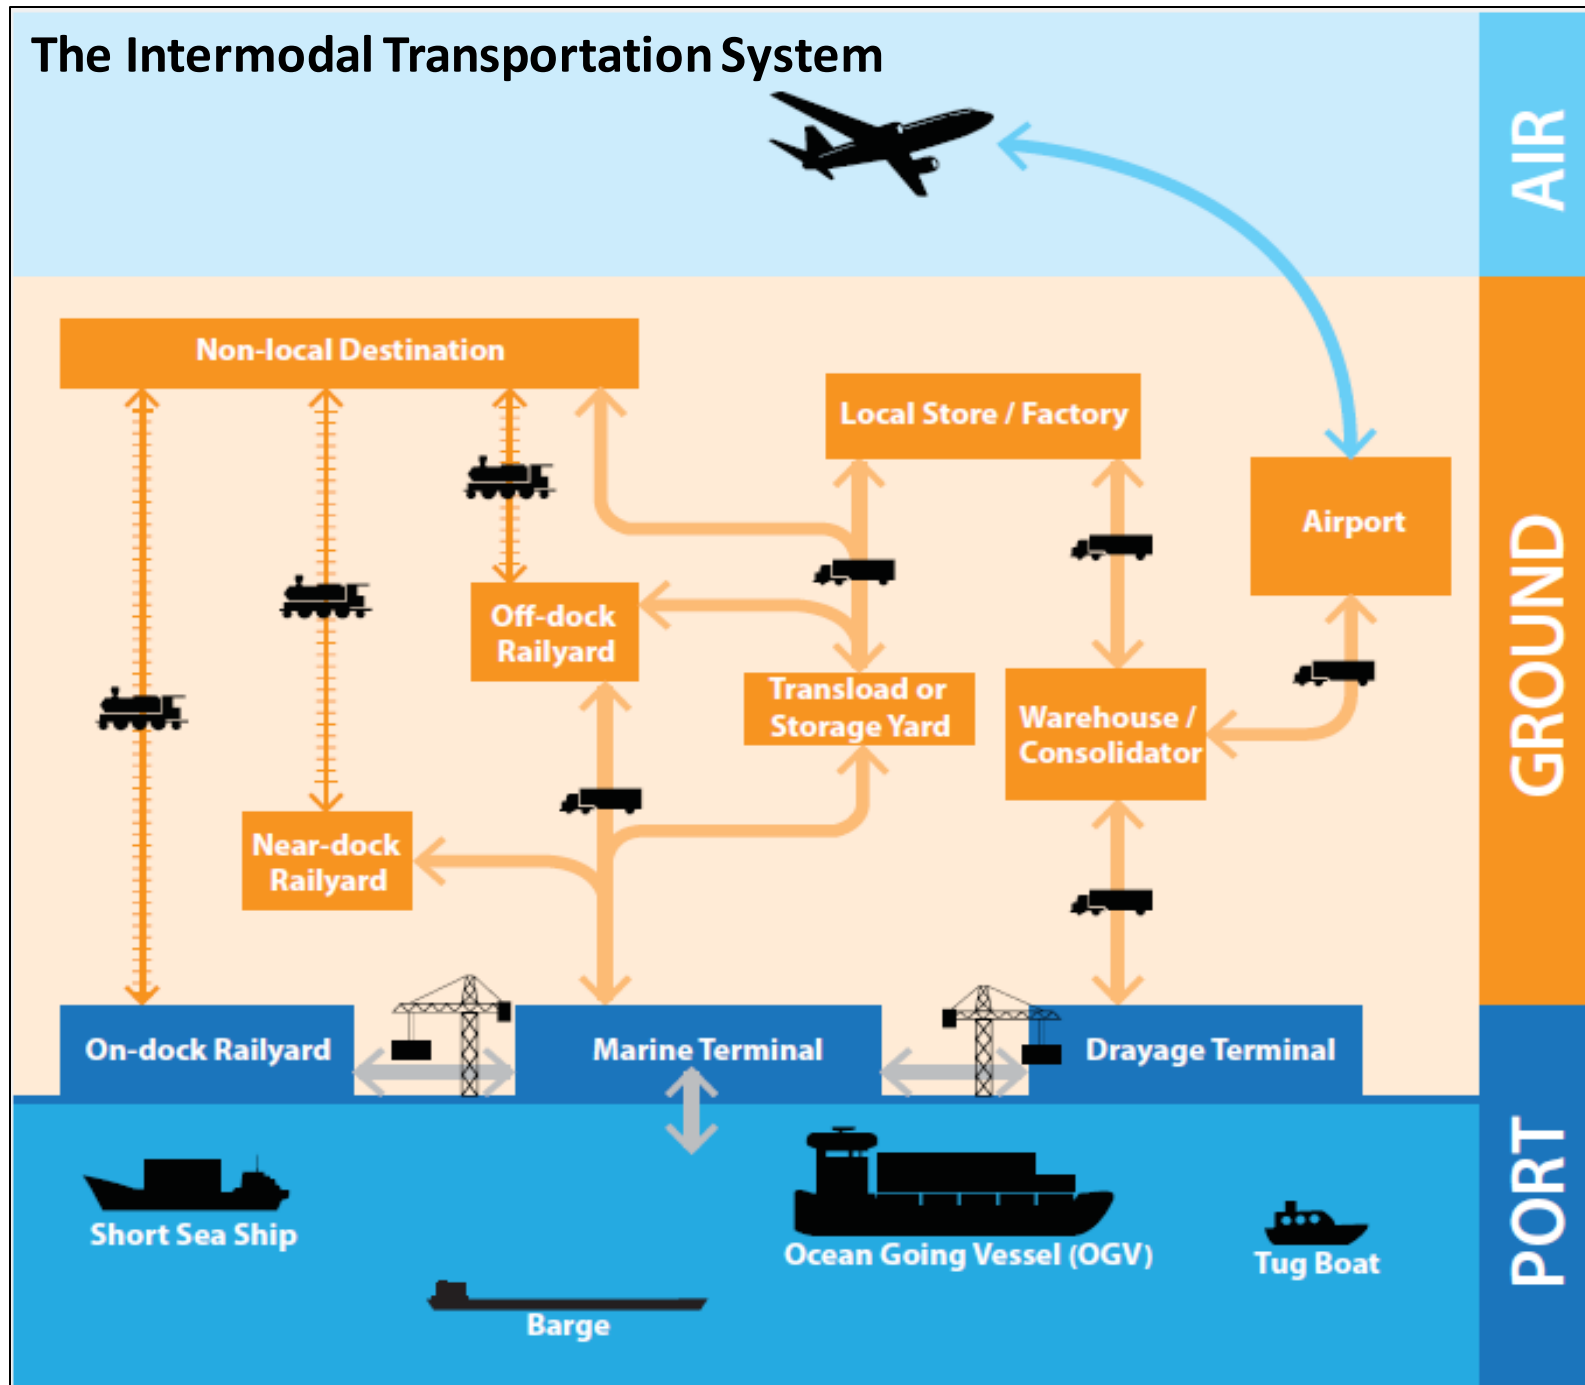 The Intermodal Transportation System
AIR
Non-local Destination
Local Store / Factory
Airport
GROUND
Off-dock
Railyard
Transload or
Storage Yard
Warehouse /
Consolidator
Near-dock
Railyard
On-dock Railyard
Marine Terminal
Drayage Terminal
PORT
Short Sea Ship
Ocean Going Vessel (OGV)
Tug Boat
Barge